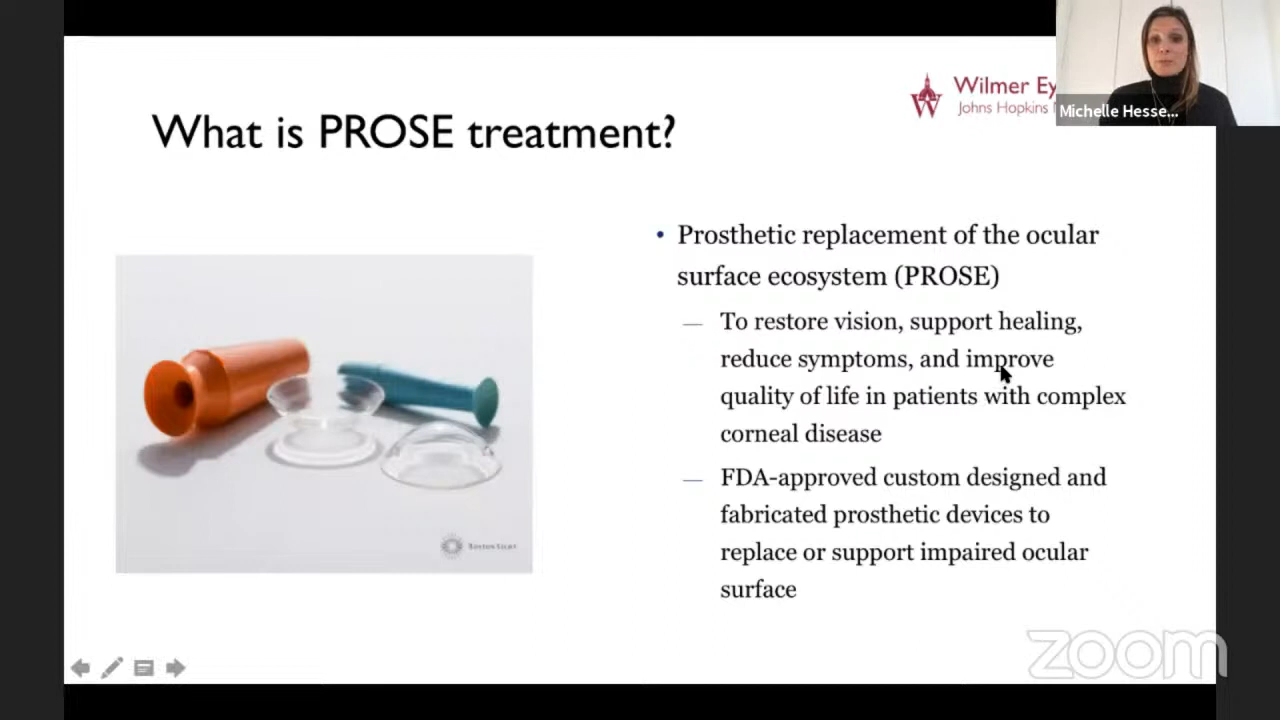 Wilmer Ey
Johns Hopkins
Michelle Hesse...
What is PROSE treatment?
• Prosthetic replacement of the ocular
surface ecosystem (PROSE)
— To restore vision, support healing,
reduce symptoms, and improve
quality of life in patients with complex
corneal disease
— FDA-approved custom designed and
fabricated prosthetic devices to
replace or support impaired ocular
surface
BOSTON SIGHT
zoom